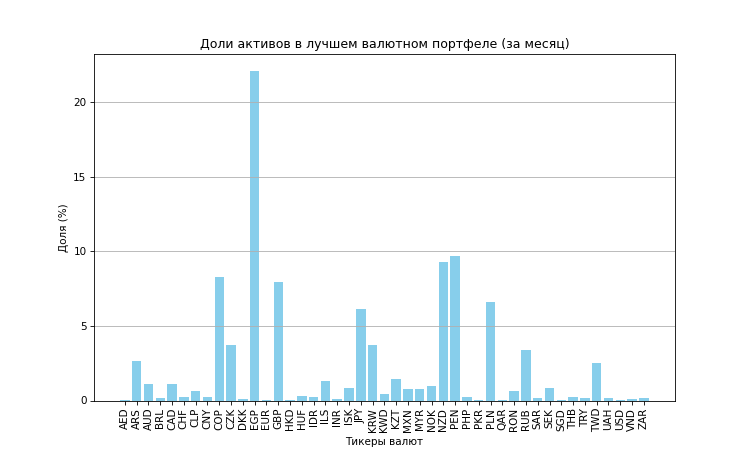 Доли активов в лучшем валютном портфеле (за месяц)
Доля (%)
20
15
10
5
0
AED ARS AUD BRL CAD CHF CLP CNY COP CZK DKK EGP EUR GBP HKD HUF IDR ILS INR ISK JPY KRW KWD KZT MXN MYR NOK NZD PEN PHP PKR PLN QAR RON RUB SAR SEK SGD THB TRY TWD UAH USD VND ZAR
Тикеры валют